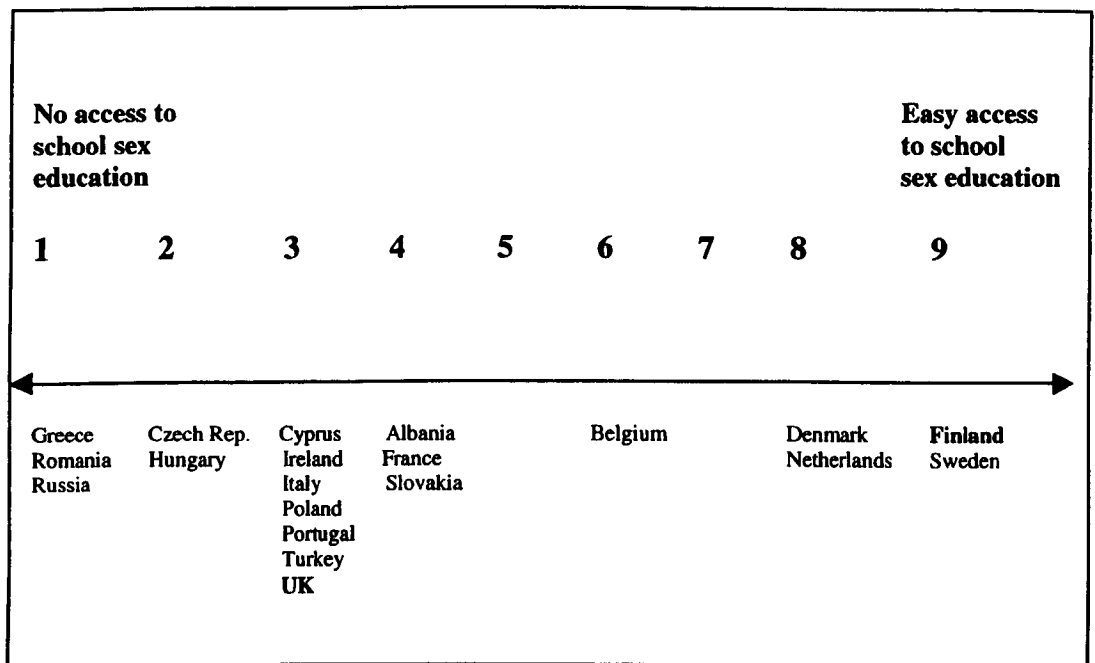 No access to
school sex
education
Easy access
to school
sex education
1 2 3 4 5 6 7 8 9
Greece Czech Rep. Cyprus Albania Belgium Denmark Finland
Romania Hungary Ireland France Netherlands Sweden
Russia Italy Slovakia
Poland
Portugal
Turkey
UK